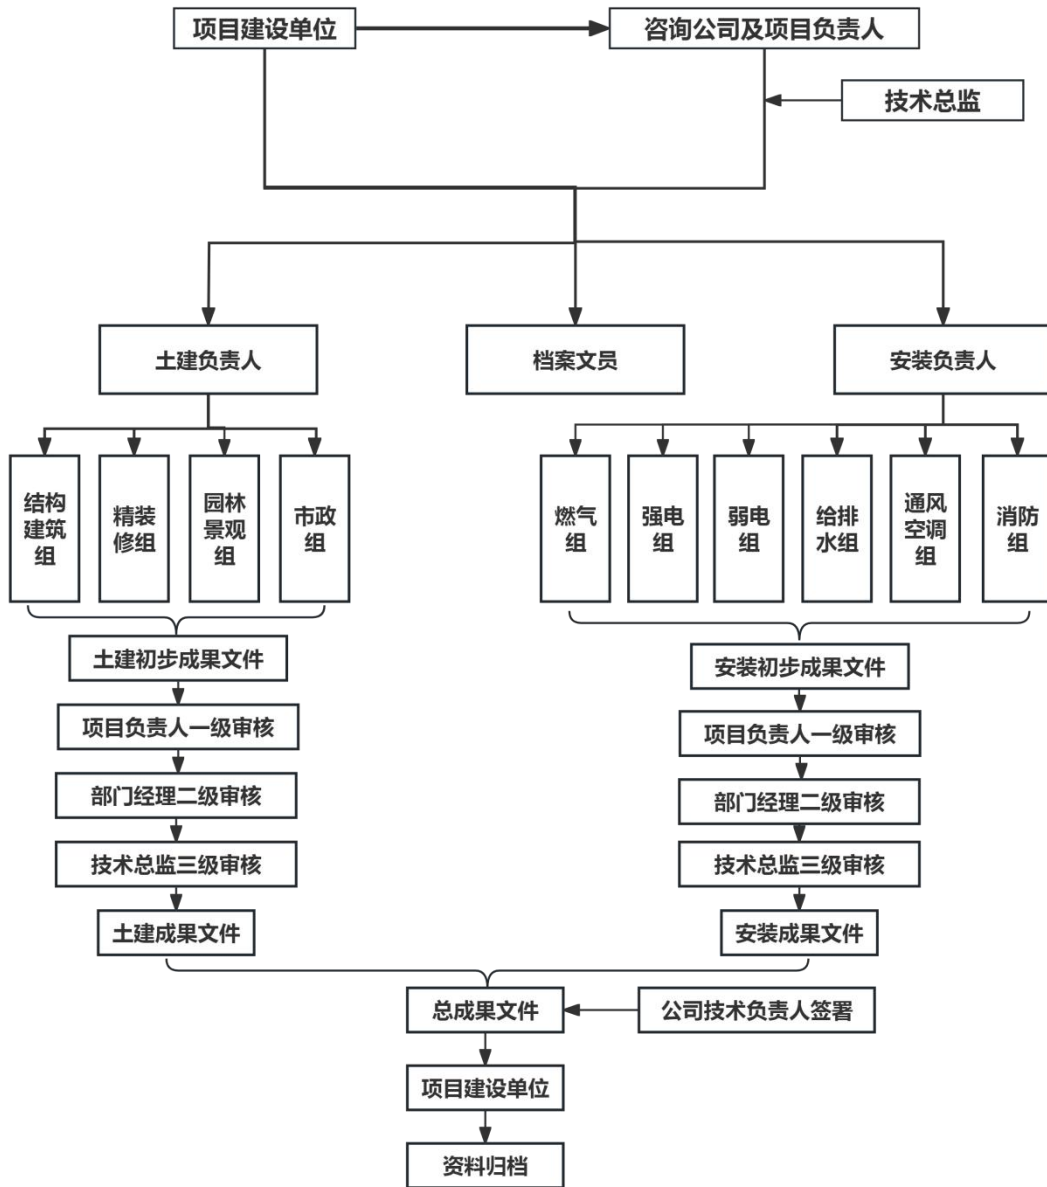 项目建设单位
咨询公司及项目负责人
技术总监
土建负责人
档案文员
安装负责人
结构
建筑
组
精装
修组
园林
景观
组
市政
组
燃气
组
强电
组
弱电
组
给排
水组
通风
空调
组
消防
组
土建初步成果文件
安装初步成果文件
项目负责人一级审核
项目负责人一级审核
部门经理二级审核
部门经理二级审核
技术总监三级审核
技术总监三级审核
土建成果文件
安装成果文件
总成果文件
公司技术负责人签署
项目建设单位
资料归档